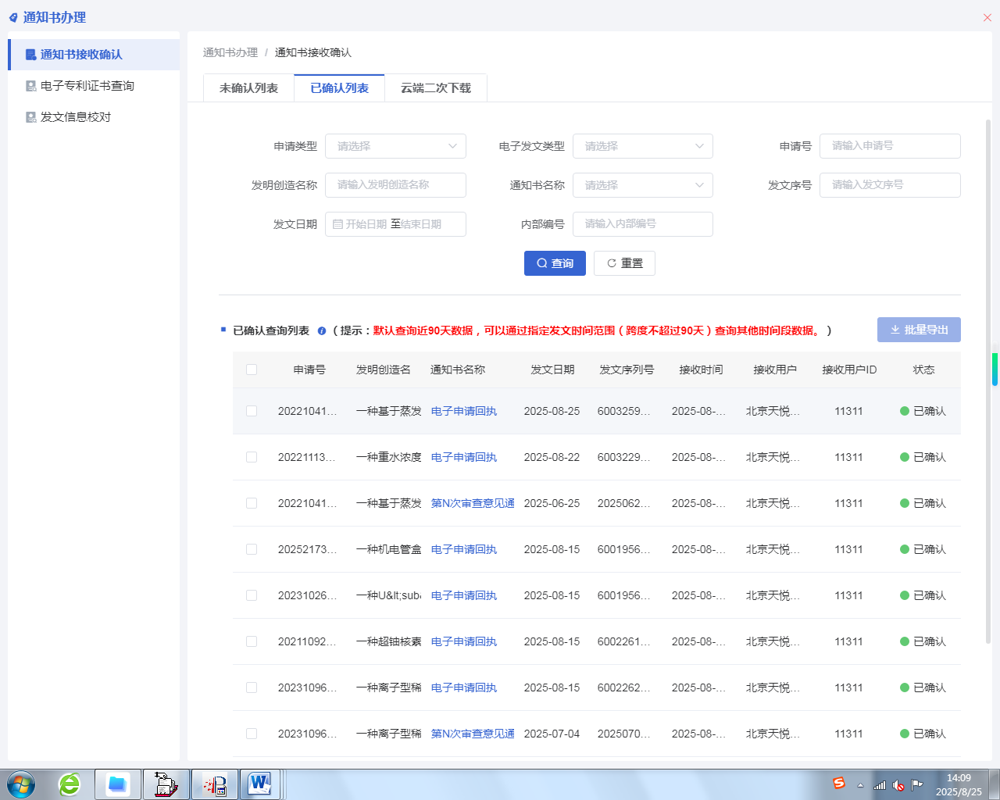 通知书办理
通知书接收确认
电子专利证书查询
发文信息校对
通知书办理 / 通知书接收确认
未确认列表 已确认列表 云端二次下载
申请类型 请选择 电子发文类型 请选择 申请号 请输入申请号
发明创造名称 请输入发明创造名称 通知书名称 请选择 发文序号 请输入发文序号
发文日期 开始日期 至结束日期 内部编号 请输入内部编号
查询 重置
已确认查询列表 (提示:默认查询近90天数据,可以通过指定发文时间范围(跨度不超过90天)查询其他时间段数据。) 批量导出
申请号 发明创造名 通知书名称 发文日期 发文序列号 接收时间 接收用户 接收用户ID 状态
20221041... 一种基于蒸发 电子申请回执 2025-08-25 6003259... 2025-08-... 北京天悦... 11311 已确认
20221113... 一种重水浓度 电子申请回执 2025-08-22 6003229... 2025-08-... 北京天悦... 11311 已确认
20221041... 一种基于蒸发 第N次审查意见通 2025-06-25 2025062... 2025-08-... 北京天悦... 11311 已确认
20252173... 一种机电管盒 电子申请回执 2025-08-15 6001956... 2025-08-... 北京天悦... 11311 已确认
20231026... 一种U&lt;sub 电子申请回执 2025-08-15 6001956... 2025-08-... 北京天悦... 11311 已确认
20211092... 一种超铀核素 电子申请回执 2025-08-15 6002261... 2025-08-... 北京天悦... 11311 已确认
20231096... 一种离子型稀 电子申请回执 2025-08-15 6002262... 2025-08-... 北京天悦... 11311 已确认
20231096... 一种离子型稀 第N次审查意见通 2025-07-04 2025070... 2025-08-... 北京天悦... 11311 已确认
14:09
2025/8/25